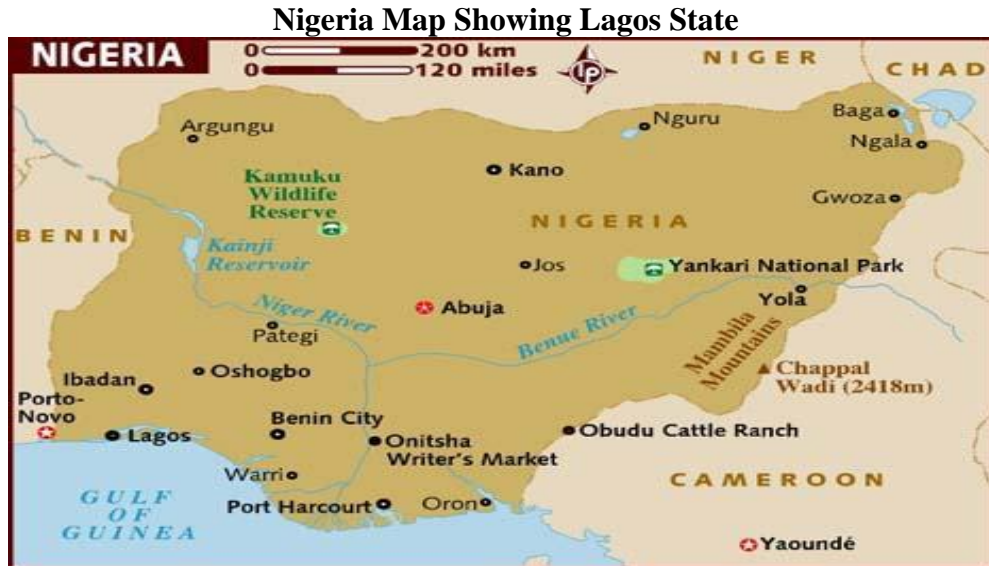 Nigeria Map Showing Lagos State
NIGERIA
0 200 km
0 120 miles
lp
NIGER
CHAD
Argungu
Nguru
Baga
Ngala
Kano
Kamuku
Wildlife
Reserve
Gwoza
NIGERIA
BENIN
Kainji
Reservoir
Jos
Yankari National Park
Yola
Niger River
Abuja
Pategi
Benue River
Mambila
Mountains
Chappal
Wadi (2418m)
Oshogbo
Ibadan
Porto-
Novo
Lagos
Benin City
Onitsha
Writer's Market
Obudu Cattle Ranch
Warri
Port Harcourt
Oron
CAMEROON
GULF
OF
GUINEA
Yaoundé